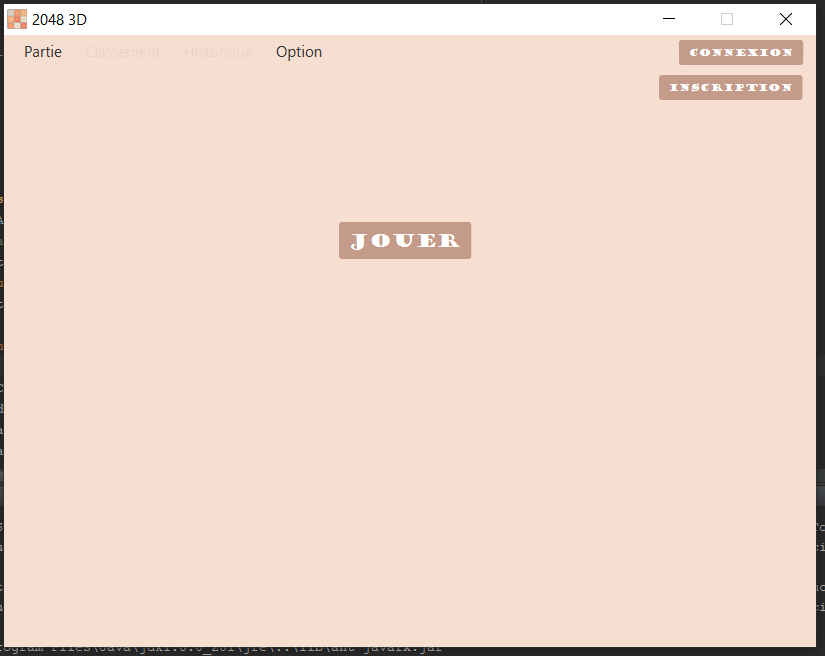 2048 3D
Partie Classement Historique Option
CONNEXION
INSCRIPTION
JOUER